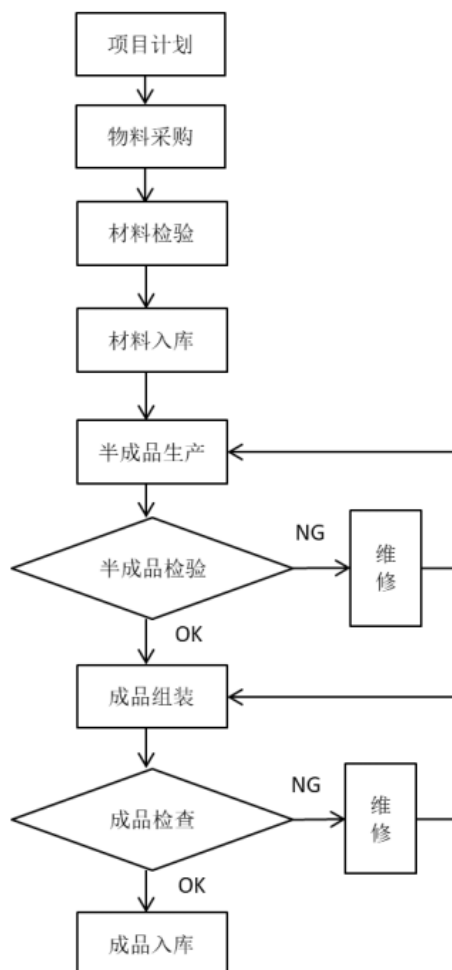 项目计划
物料采购
材料检验
材料入库
半成品生产
半成品检验
NG
维
修
OK
成品组装
成品检查
NG
维
修
OK
成品入库